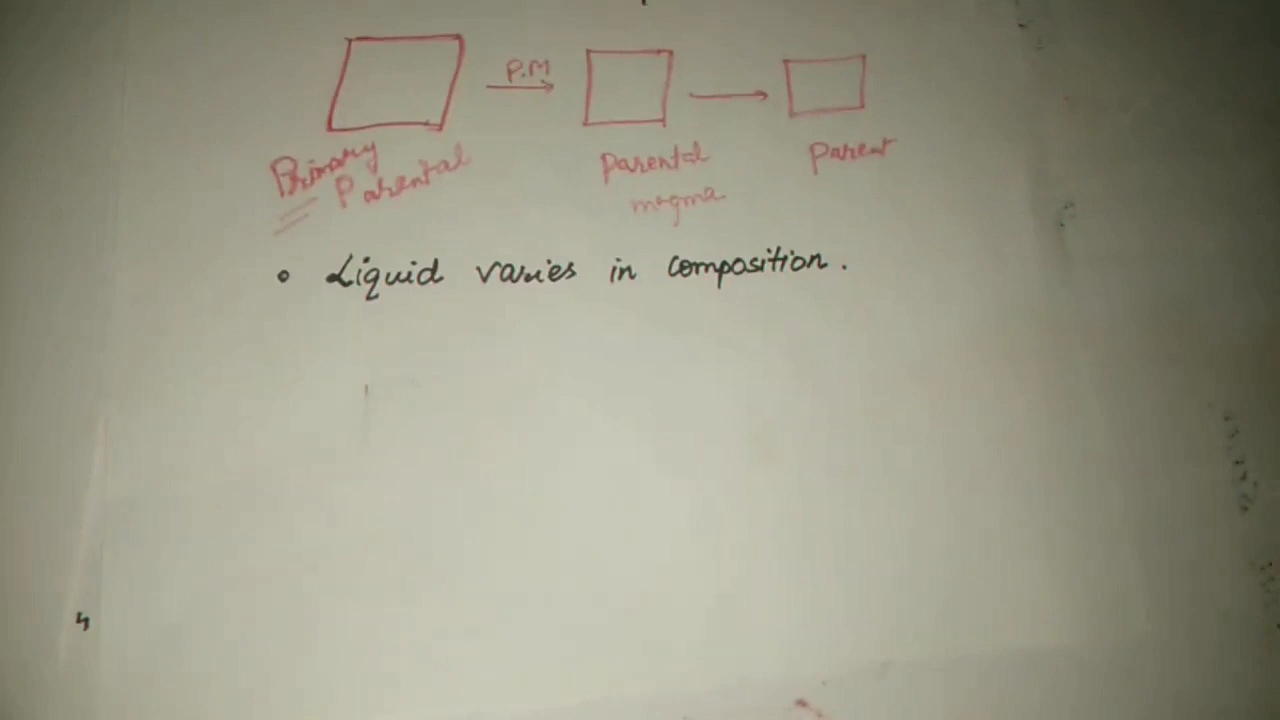 P.M
Primary
Parental
Parental
magma
Parent
Liquid varies in composition.
4